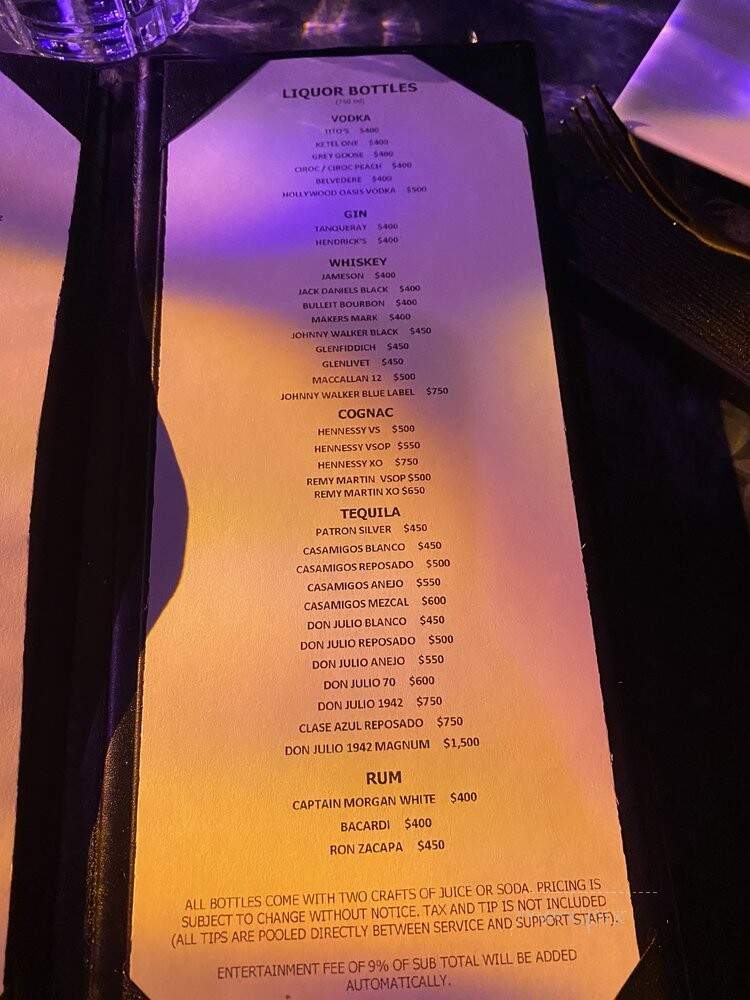 LIQUOR BOTTLES
(750 ml)
VODKA
TITO'S $400
KETEL ONE $400
GREY GOOSE $400
CIROC / CIROC PEACH $400
BELVEDERE $400
HOLLYWOOD OASIS VODKA $500
GIN
TANQUERAY $400
HENDRICK'S $400
WHISKEY
JAMESON $400
JACK DANIELS BLACK $400
BULLEIT BOURBON $400
MAKERS MARK $400
JOHNNY WALKER BLACK $450
GLENFIDDICH $450
GLENLIVET $450
MACCALLAN 12 $500
JOHNNY WALKER BLUE LABEL $750
COGNAC
HENNESSY VS $500
HENNESSY VSOP $550
HENNESSY XO $750
REMY MARTIN VSOP $500
REMY MARTIN XO $650
TEQUILA
PATRON SILVER $450
CASAMIGOS BLANCO $450
CASAMIGOS REPOSADO $500
CASAMIGOS ANEJO $550
CASAMIGOS MEZCAL $600
DON JULIO BLANCO $450
DON JULIO REPOSADO $500
DON JULIO ANEJO $550
DON JULIO 70 $600
DON JULIO 1942 $750
CLASE AZUL REPOSADO $750
DON JULIO 1942 MAGNUM $1,500
RUM
CAPTAIN MORGAN WHITE $400
BACARDI $400
RON ZACAPA $450
ALL BOTTLES COME WITH TWO CRAFTS OF JUICE OR SODA. PRICING IS
SUBJECT TO CHANGE WITHOUT NOTICE. TAX AND TIP IS NOT INCLUDED
(ALL TIPS ARE POOLED DIRECTLY BETWEEN SERVICE AND SUPPORT STAFF).
ENTERTAINMENT FEE OF 9% OF SUB TOTAL WILL BE ADDED
AUTOMATICALLY.